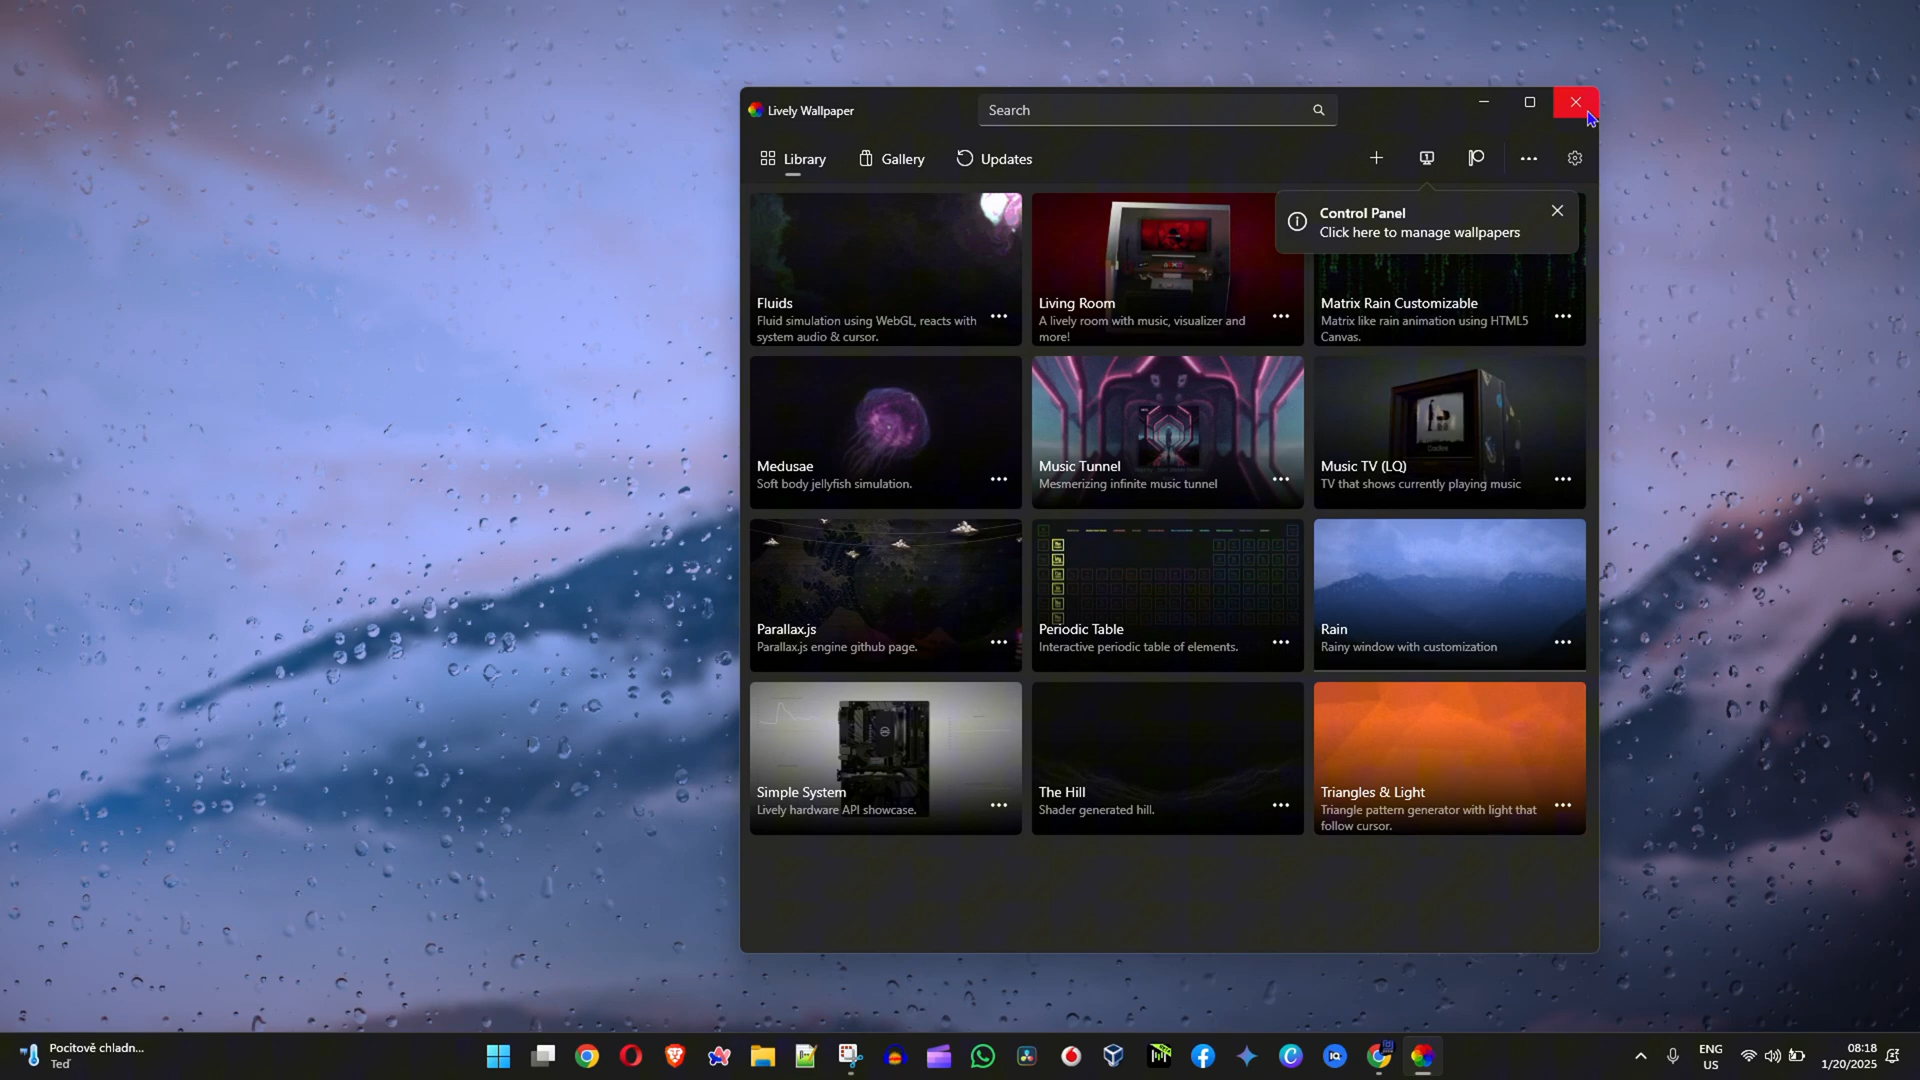 Lively Wallpaper
Search
Library
Gallery
Updates
Control Panel
Click here to manage wallpapers
Fluids
Fluid simulation using WebGL, reacts with
system audio & cursor.
Living Room
A lively room with music, visualizer and
more!
Matrix Rain Customizable
Matrix like rain animation using HTML5
Canvas.
Medusae
Soft body jellyfish simulation.
Music Tunnel
Mesmerizing infinite music tunnel
Music TV (LQ)
TV that shows currently playing music
Parallax.js
Parallax.js engine github page.
Periodic Table
Interactive periodic table of elements.
Rain
Rainy window with customization
Simple System
Lively hardware API showcase.
The Hill
Shader generated hill.
Triangles & Light
Triangle pattern generator with light that
follow cursor.
Pocitově chladn...
Teď
ENG
US
08:18
1/20/2025